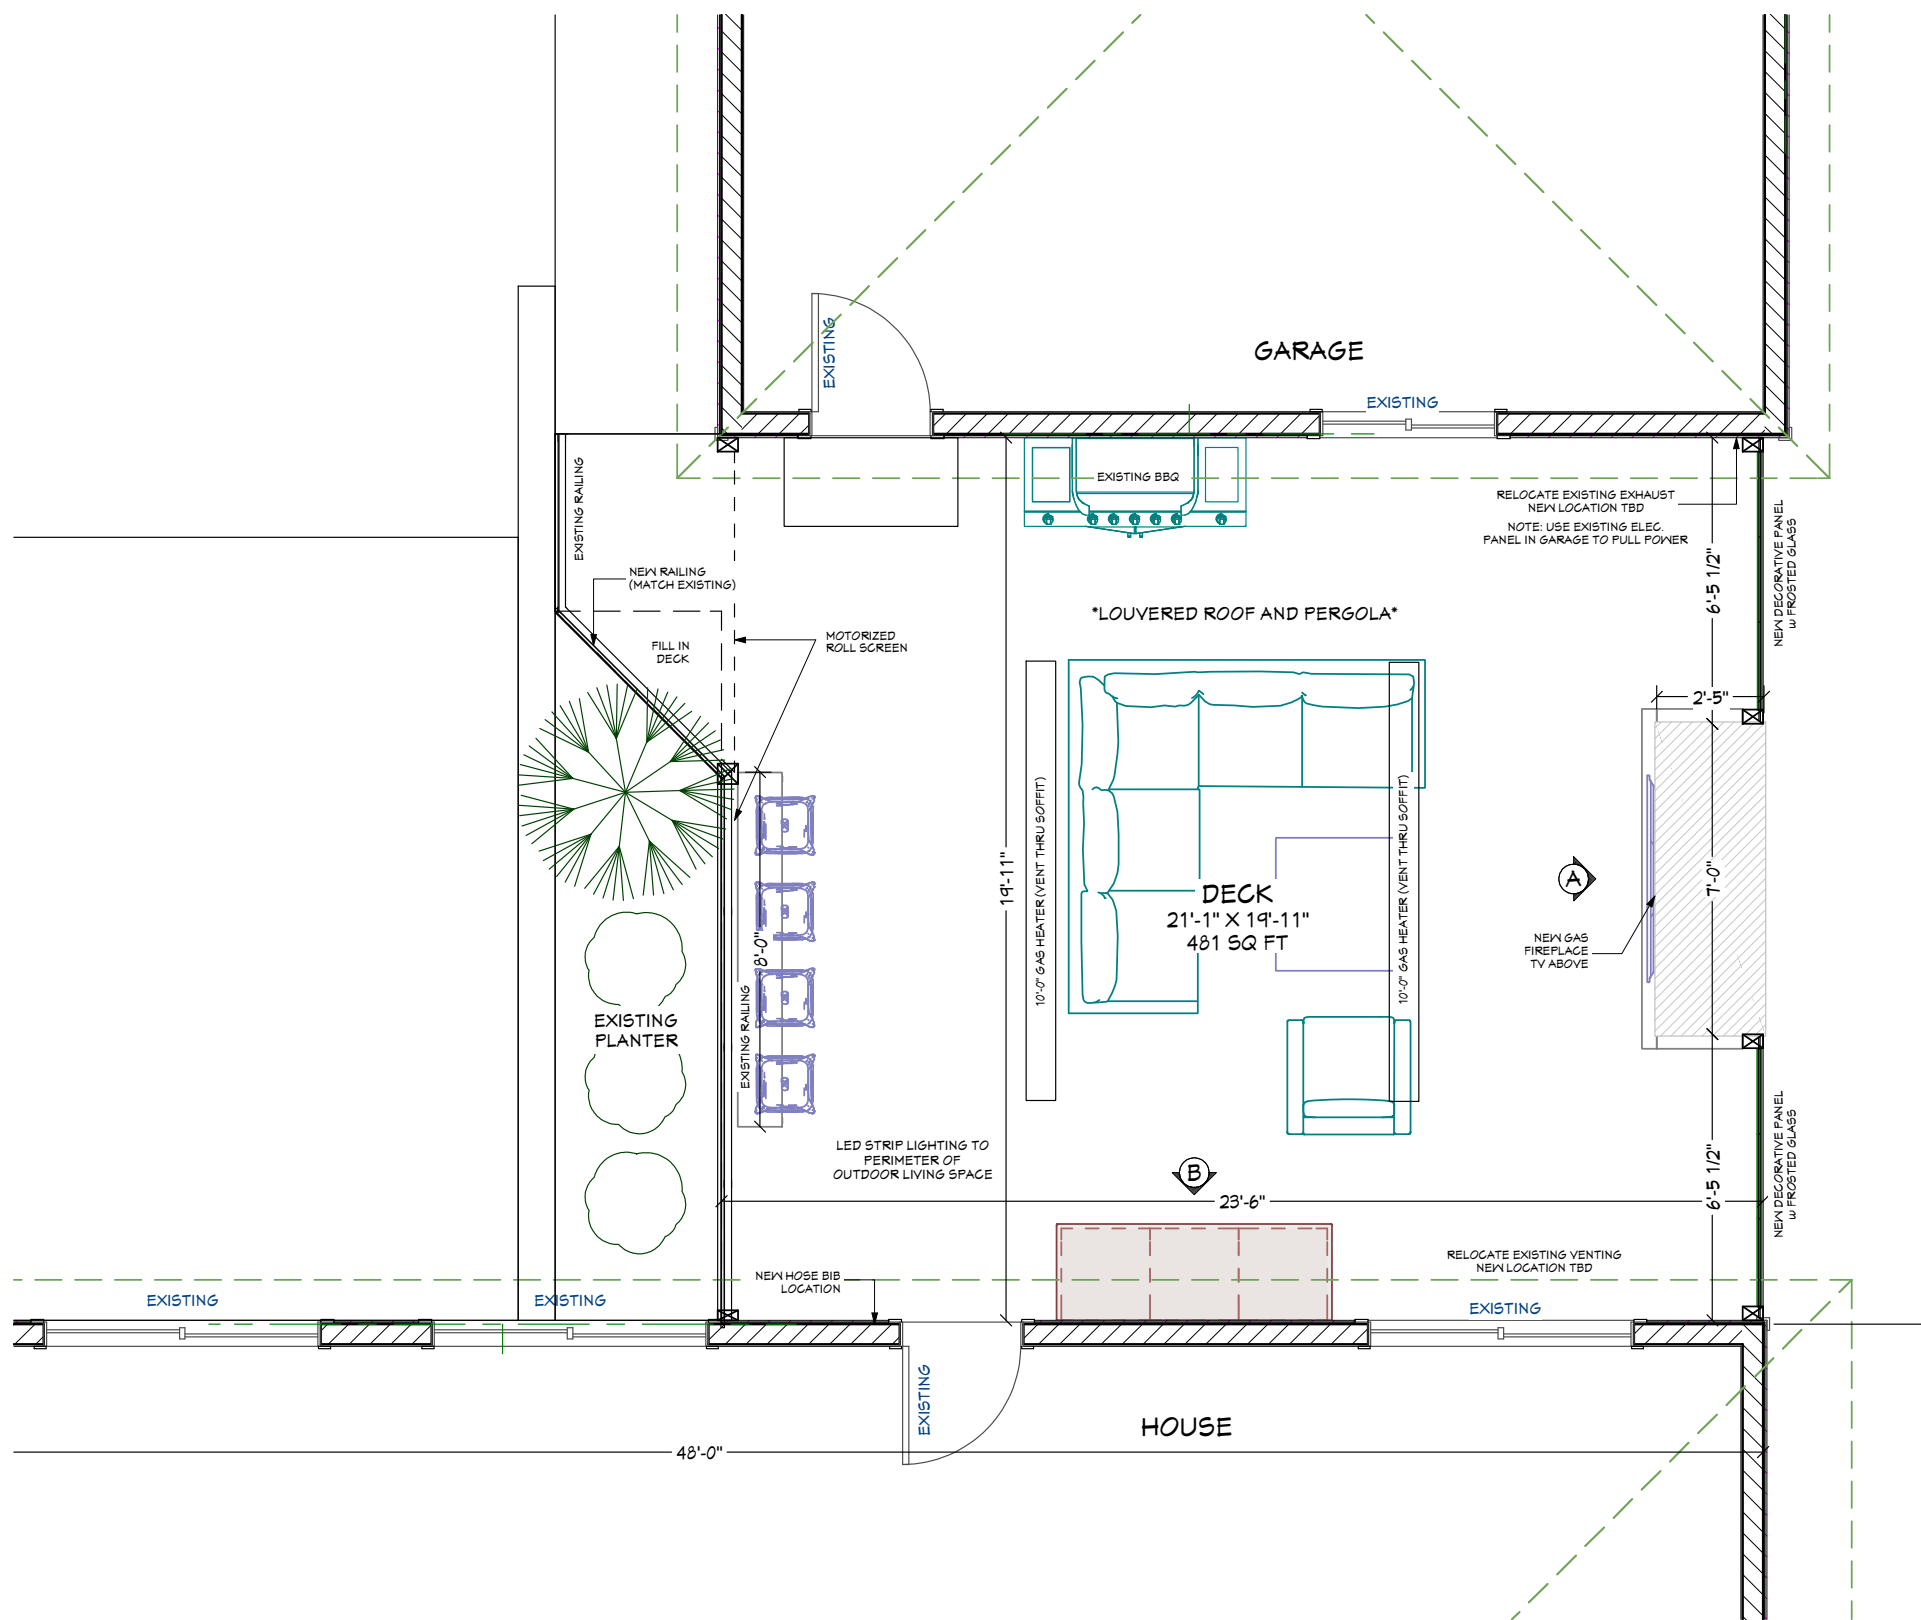 GARAGE
EXISTING
EXISTING
EXISTING RAILING
EXISTING BBQ
RELOCATE EXISTING EXHAUST
NEW LOCATION TBD
NOTE: USE EXISTING ELEC.
PANEL IN GARAGE TO PULL POWER
NEW DECORATIVE PANEL
w FROSTED GLASS
6'-5 1/2"
NEW RAILING
(MATCH EXISTING)
*LOUVERED ROOF AND PERGOLA*
FILL IN
DECK
MOTORIZED
ROLL SCREEN
2'-5"
10'-0" GAS HEATER (VENT THRU SOFFIT)
10'-0" GAS HEATER (VENT THRU SOFFIT)
19'-11"
7'-0"
A
DECK
21'-1" X 19'-11"
481 SQ FT
8'-0"
NEW GAS
FIREPLACE
TV ABOVE
EXISTING RAILING
EXISTING
PLANTER
LED STRIP LIGHTING TO
PERIMETER OF
OUTDOOR LIVING SPACE
B
23'-6"
6'-5 1/2"
NEW DECORATIVE PANEL
w FROSTED GLASS
RELOCATE EXISTING VENTING
NEW LOCATION TBD
NEW HOSE BIB
LOCATION
EXISTING
EXISTING
EXISTING
EXISTING
HOUSE
48'-0"